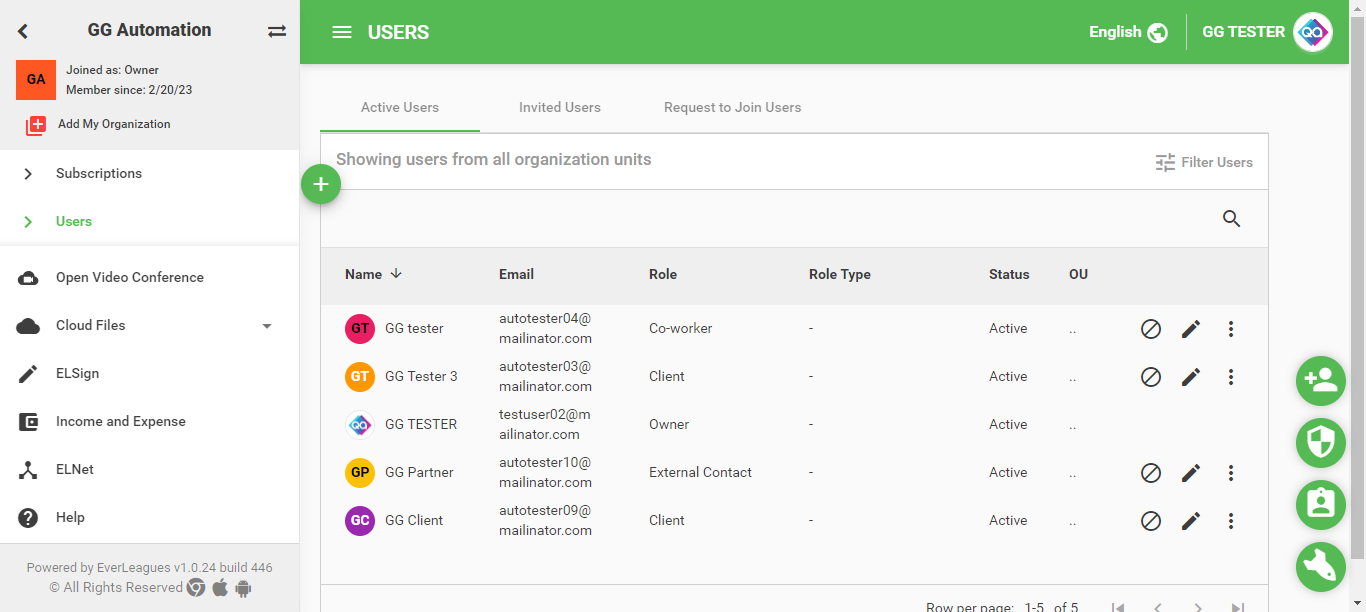 GG Automation
GA
Joined as: Owner
Member since: 2/20/23
Add My Organization
Subscriptions
Users
Open Video Conference
Cloud Files
ELSign
Income and Expense
ELNet
Help
Powered by EverLeagues v1.0.24 build 446
© All Rights Reserved
USERS
English
GG TESTER
QA
Active Users
Invited Users
Request to Join Users
Showing users from all organization units
Filter Users
Name Email Role Role Type Status OU
GT GG tester autotester04@
mailinator.com Co-worker - Active ..
GT GG Tester 3 autotester03@
mailinator.com Client - Active ..
QA GG TESTER testuser02@m
ailinator.com Owner - Active ..
GP GG Partner autotester10@
mailinator.com External Contact - Active ..
GC GG Client autotester09@
mailinator.com Client - Active ..
Row per page: 1-5 of 5